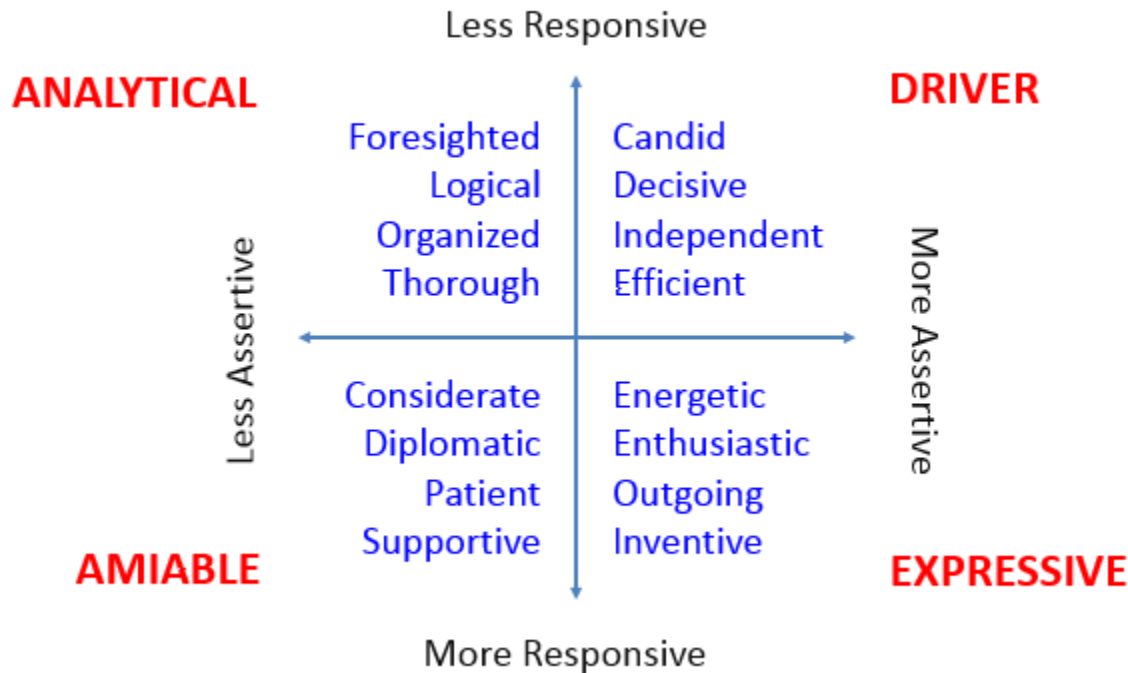 Less Responsive
ANALYTICAL
DRIVER
Foresighted
Logical
Organized
Thorough
Candid
Decisive
Independent
Efficient
Less Assertive
More Assertive
Considerate
Diplomatic
Patient
Supportive
Energetic
Enthusiastic
Outgoing
Inventive
AMIABLE
EXPRESSIVE
More Responsive